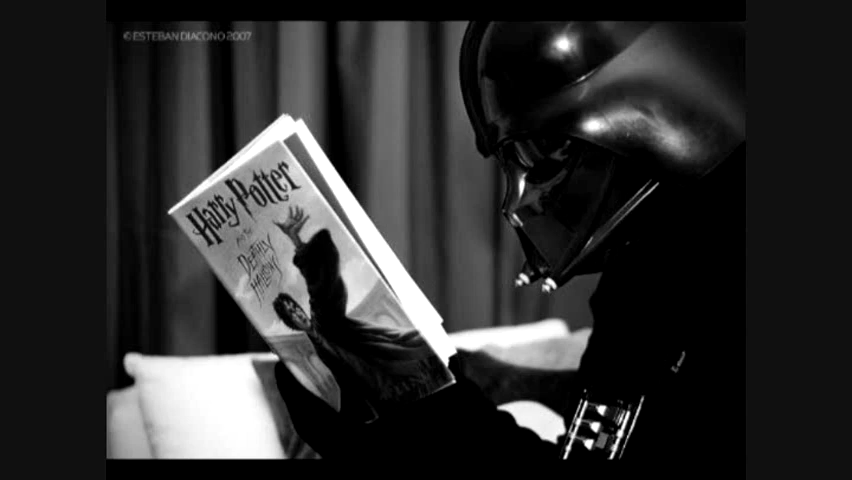 © ESTEBAN DIACONO 2007
Harry Potter
AND THE
DEATHLY
HALLOWS